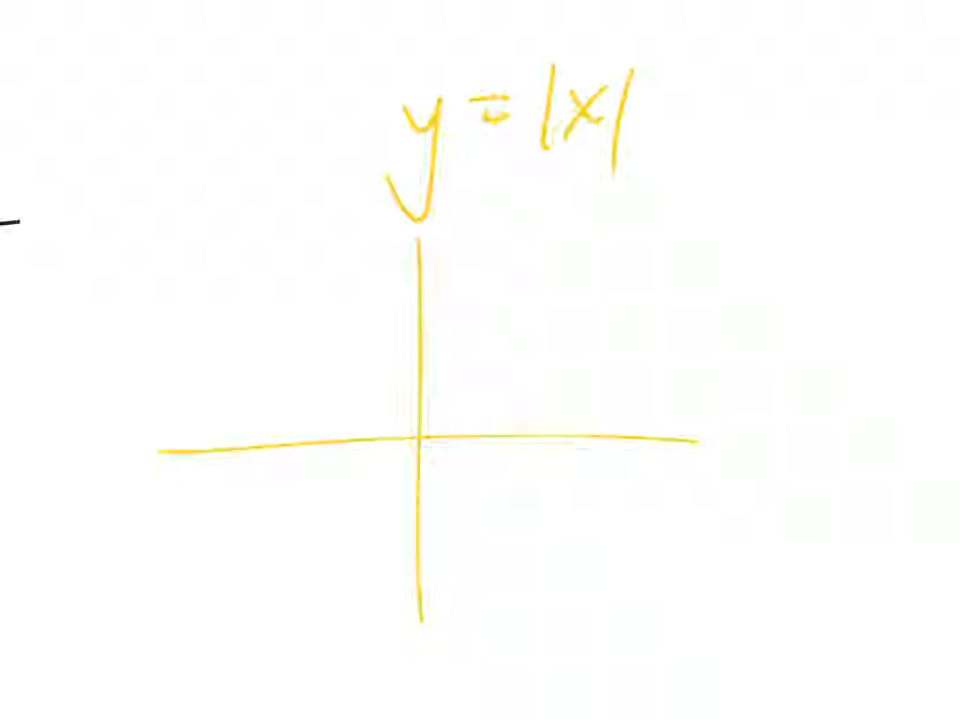 y = |x|